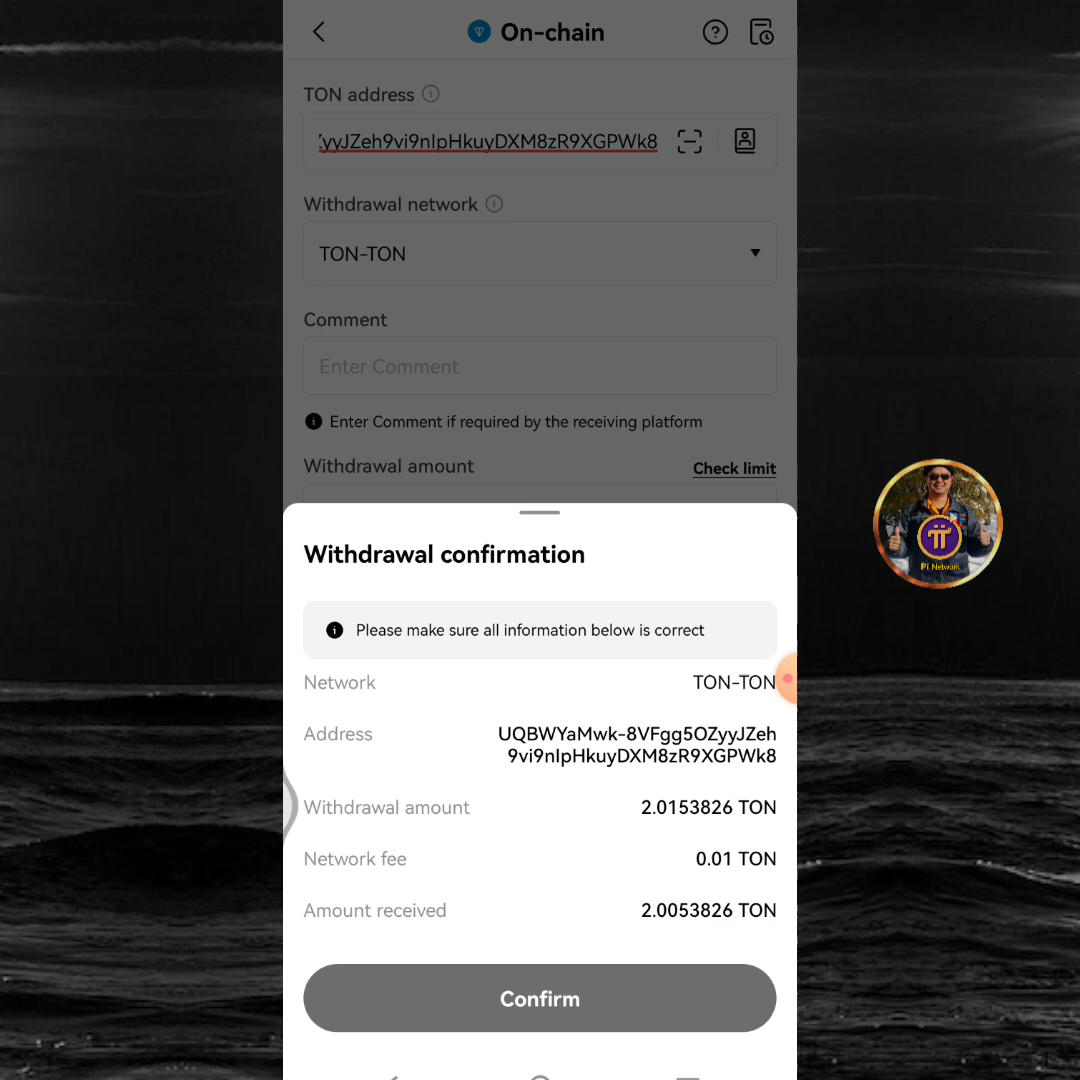 On-chain
TON address
yyJZeh9vi9nIpHkuyDXM8zR9XGPWk8
Withdrawal network
TON-TON
Comment
Enter Comment
Enter Comment if required by the receiving platform
Withdrawal amount Check limit
Withdrawal confirmation
Please make sure all information below is correct
Network TON-TON
Address UQBWYaMwk-8VFgg5OZyyJZeh
9vi9nIpHkuyDXM8zR9XGPWk8
Withdrawal amount 2.0153826 TON
Network fee 0.01 TON
Amount received 2.0053826 TON
Confirm
Pi Network